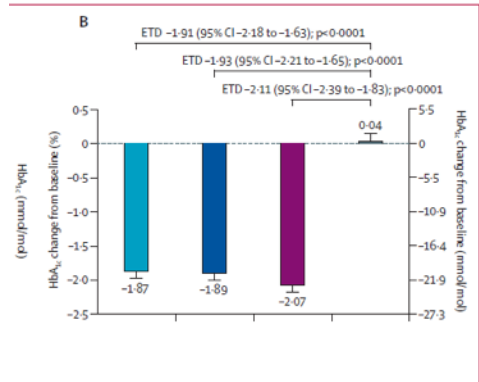 B
ETD –1·91 (95% CI –2·18 to –1·63); p<0·0001
ETD –1·93 (95% CI –2·21 to –1·65); p<0·0001
ETD –2·11 (95% CI –2·39 to –1·83); p<0·0001
HbA1c (mmol/mol)
HbA1c change from baseline (%)
0·5
0
–0·5
–1·0
–1·5
–2·0
–2·5
–1·87
–1·89
–2·07
0·04
5·5
0
–5·5
–10·9
–16·4
–21·9
–27·3
HbA1c change from
baseline (mmol/mol)